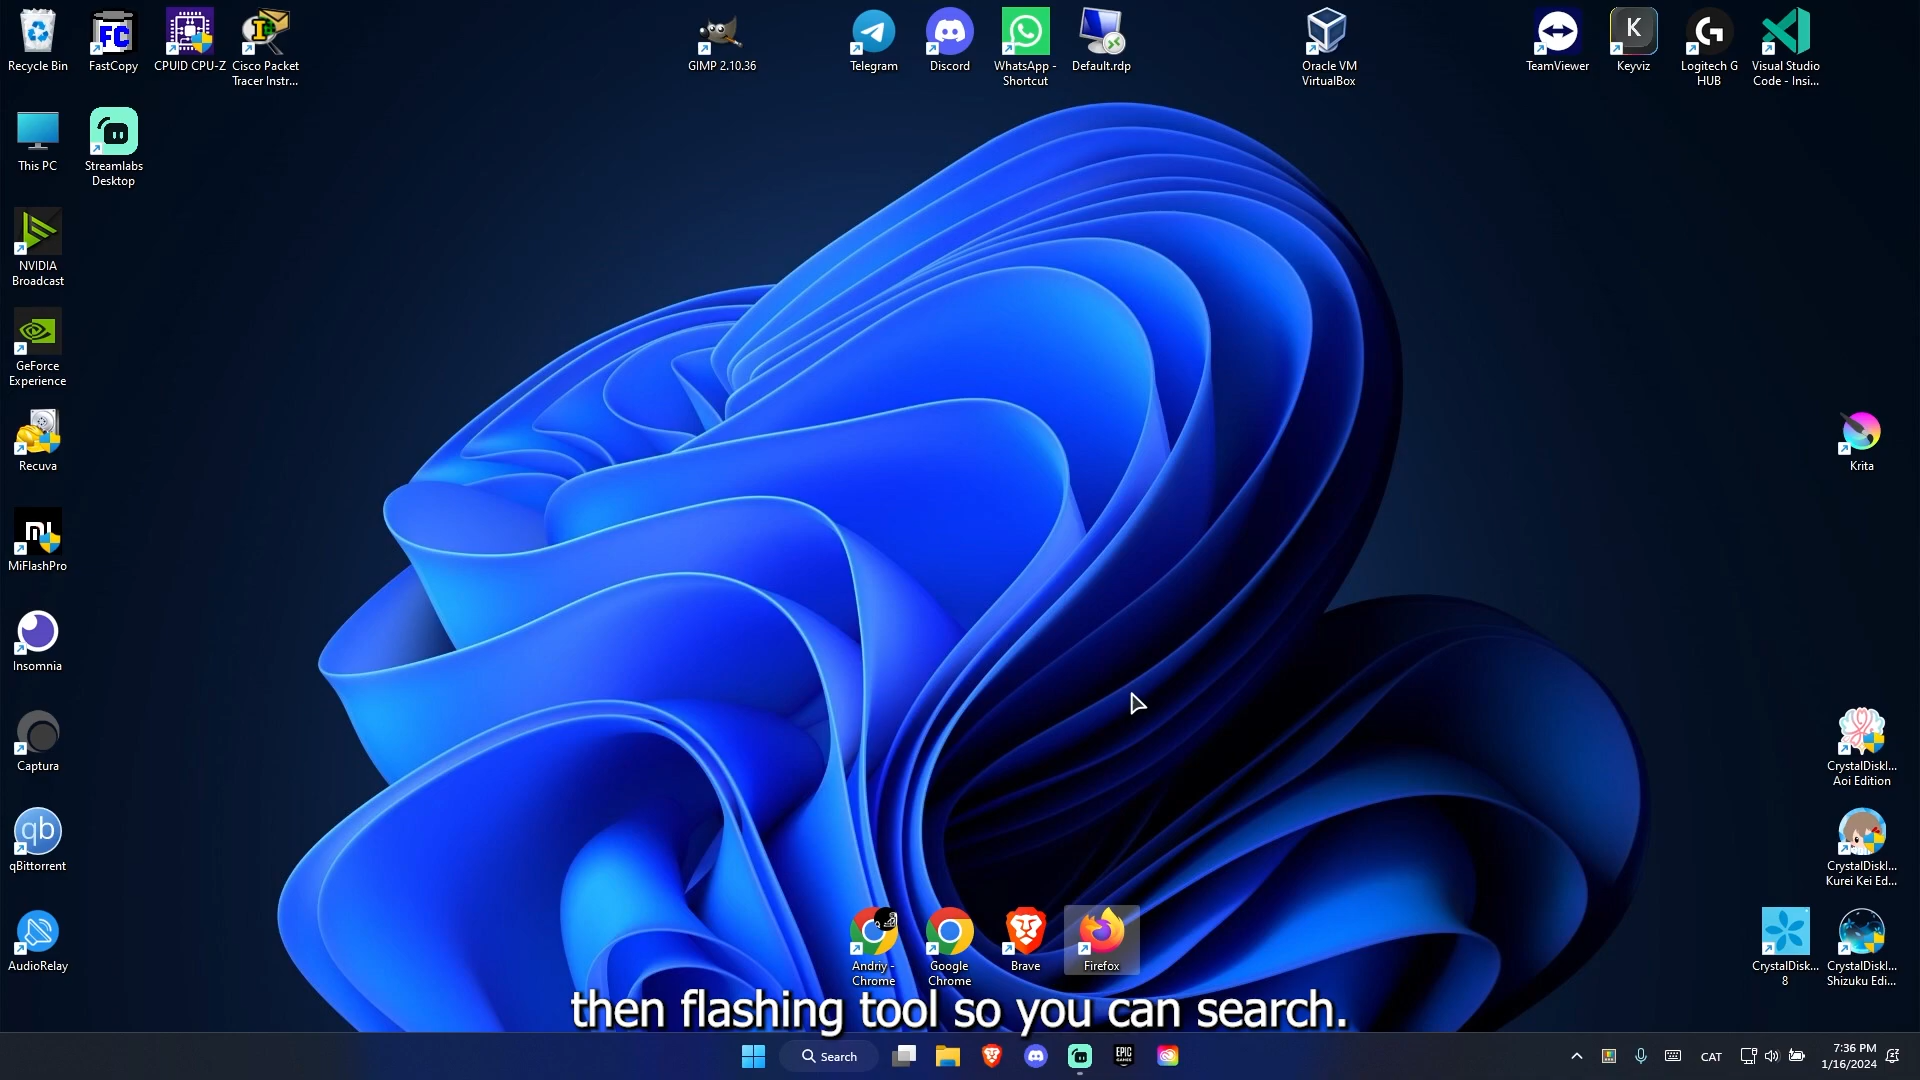 Recycle Bin
FastCopy
CPUID CPU-Z
Cisco Packet
Tracer Instr...
GIMP 2.10.36
Telegram
Discord
WhatsApp -
Shortcut
Default.rdp
Oracle VM
VirtualBox
TeamViewer
Keyviz
Logitech G
HUB
Visual Studio
Code - Insi...
FC
K
This PC
Streamlabs
Desktop
NVIDIA
Broadcast
GeForce
Experience
Recuva
Krita
MiFlashPro
Insomnia
Captura
CrystalDiskI...
Aoi Edition
qb
qBittorrent
CrystalDiskI...
Kurei Kei Ed...
AudioRelay
Andriy -
Chrome
Google
Chrome
Brave
Firefox
CrystalDisk...
8
CrystalDiskI...
Shizuku Edi...
then flashing tool so you can search.
Search
EPIC
GAMES
CAT
7:36 PM
1/16/2024